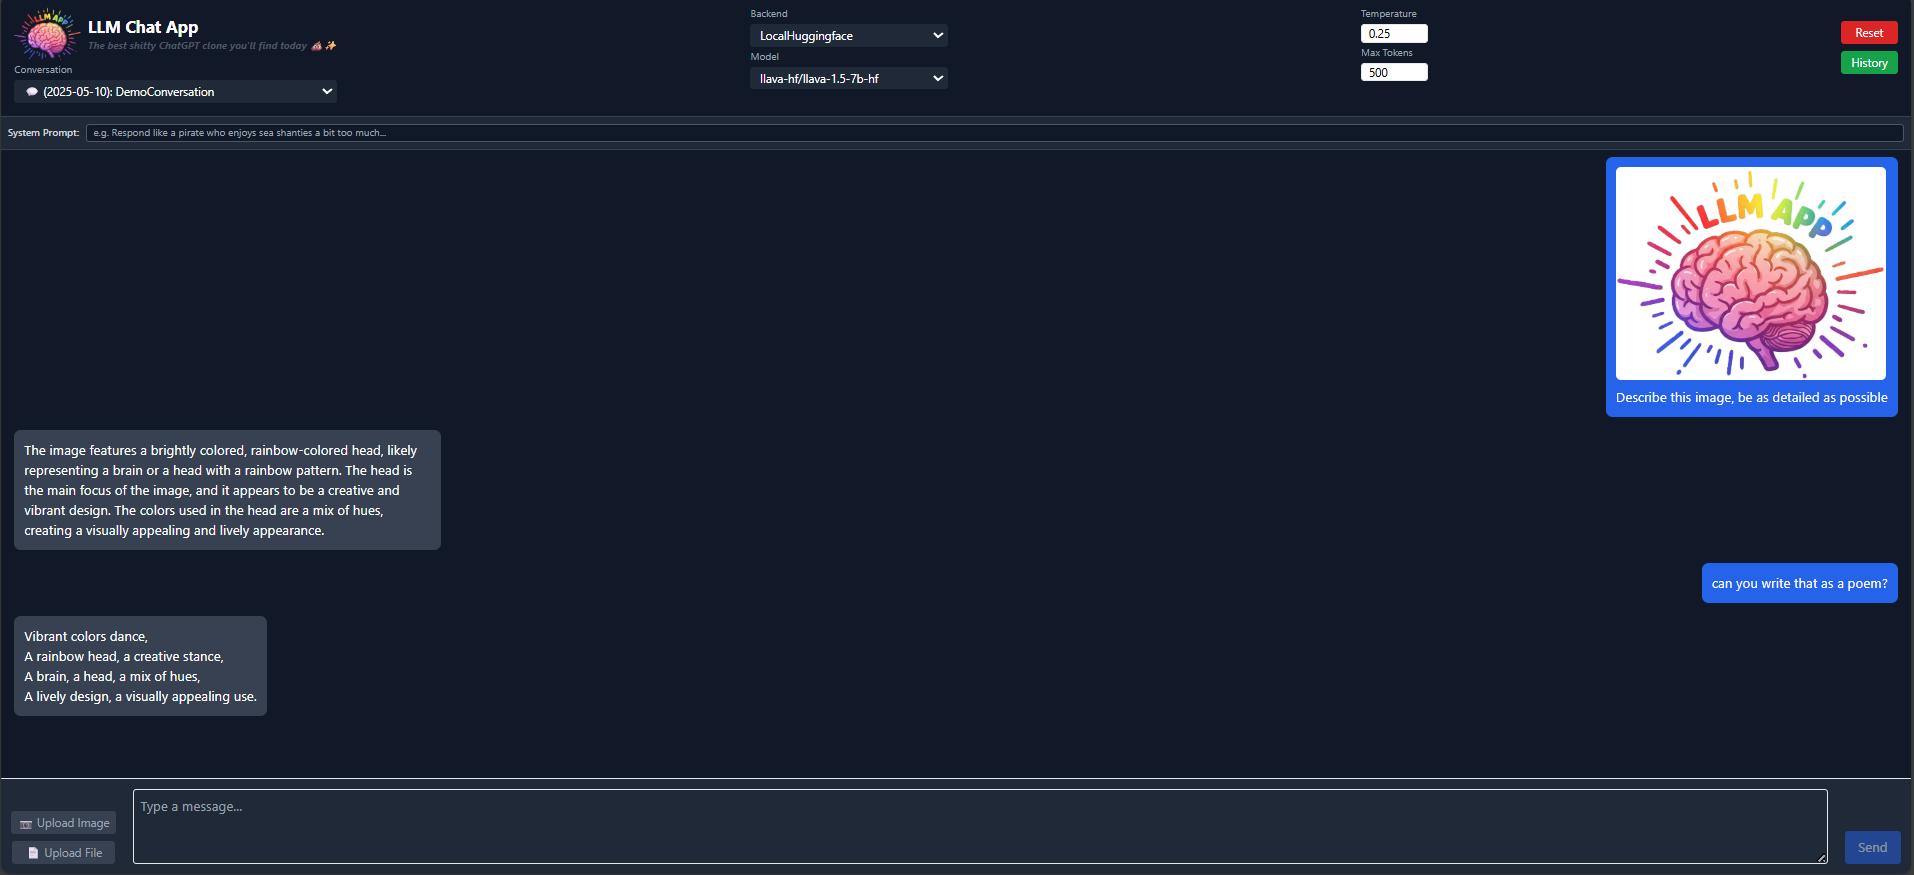 LLM APP
LLM Chat App
The best shitty ChatGPT clone you'll find today 💩 ✨
Conversation
💬 (2025-05-10): DemoConversation
Backend
LocalHuggingface
Model
llava-hf/llava-1.5-7b-hf
Temperature
0.25
Max Tokens
500
Reset
History
System Prompt:
e.g. Respond like a pirate who enjoys sea shanties a bit too much...
LLM APP
Describe this image, be as detailed as possible
The image features a brightly colored, rainbow-colored head, likely
representing a brain or a head with a rainbow pattern. The head is
the main focus of the image, and it appears to be a creative and
vibrant design. The colors used in the head are a mix of hues,
creating a visually appealing and lively appearance.
can you write that as a poem?
Vibrant colors dance,
A rainbow head, a creative stance,
A brain, a head, a mix of hues,
A lively design, a visually appealing use.
Upload Image
Upload File
Type a message...
Send